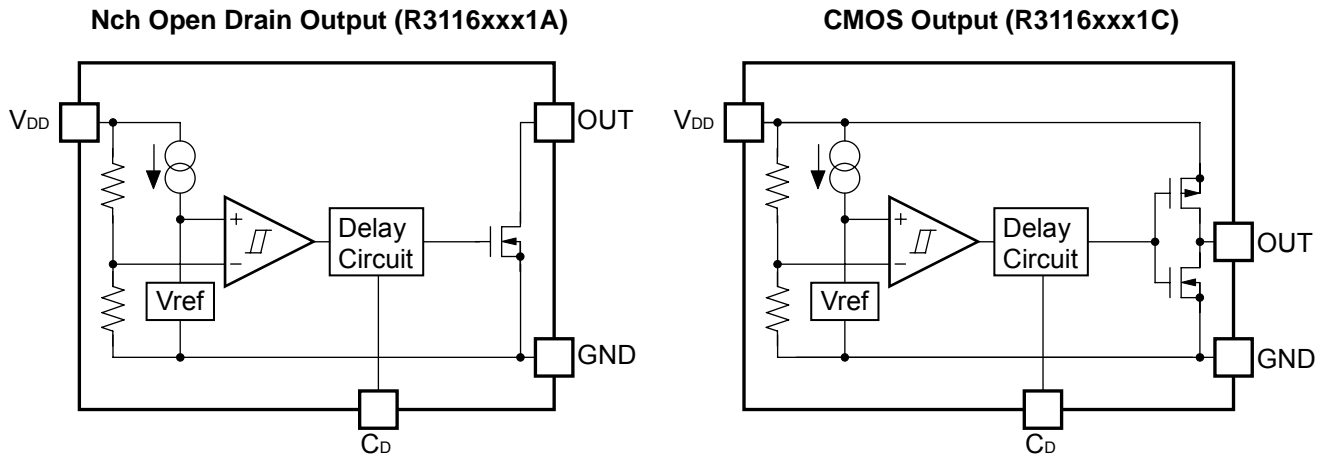 Nch Open Drain Output (R3116xxx1A)
VDD
OUT
+
−
Delay
Circuit
Vref
GND
CD
CMOS Output (R3116xxx1C)
VDD
+
−
Delay
Circuit
OUT
Vref
GND
CD